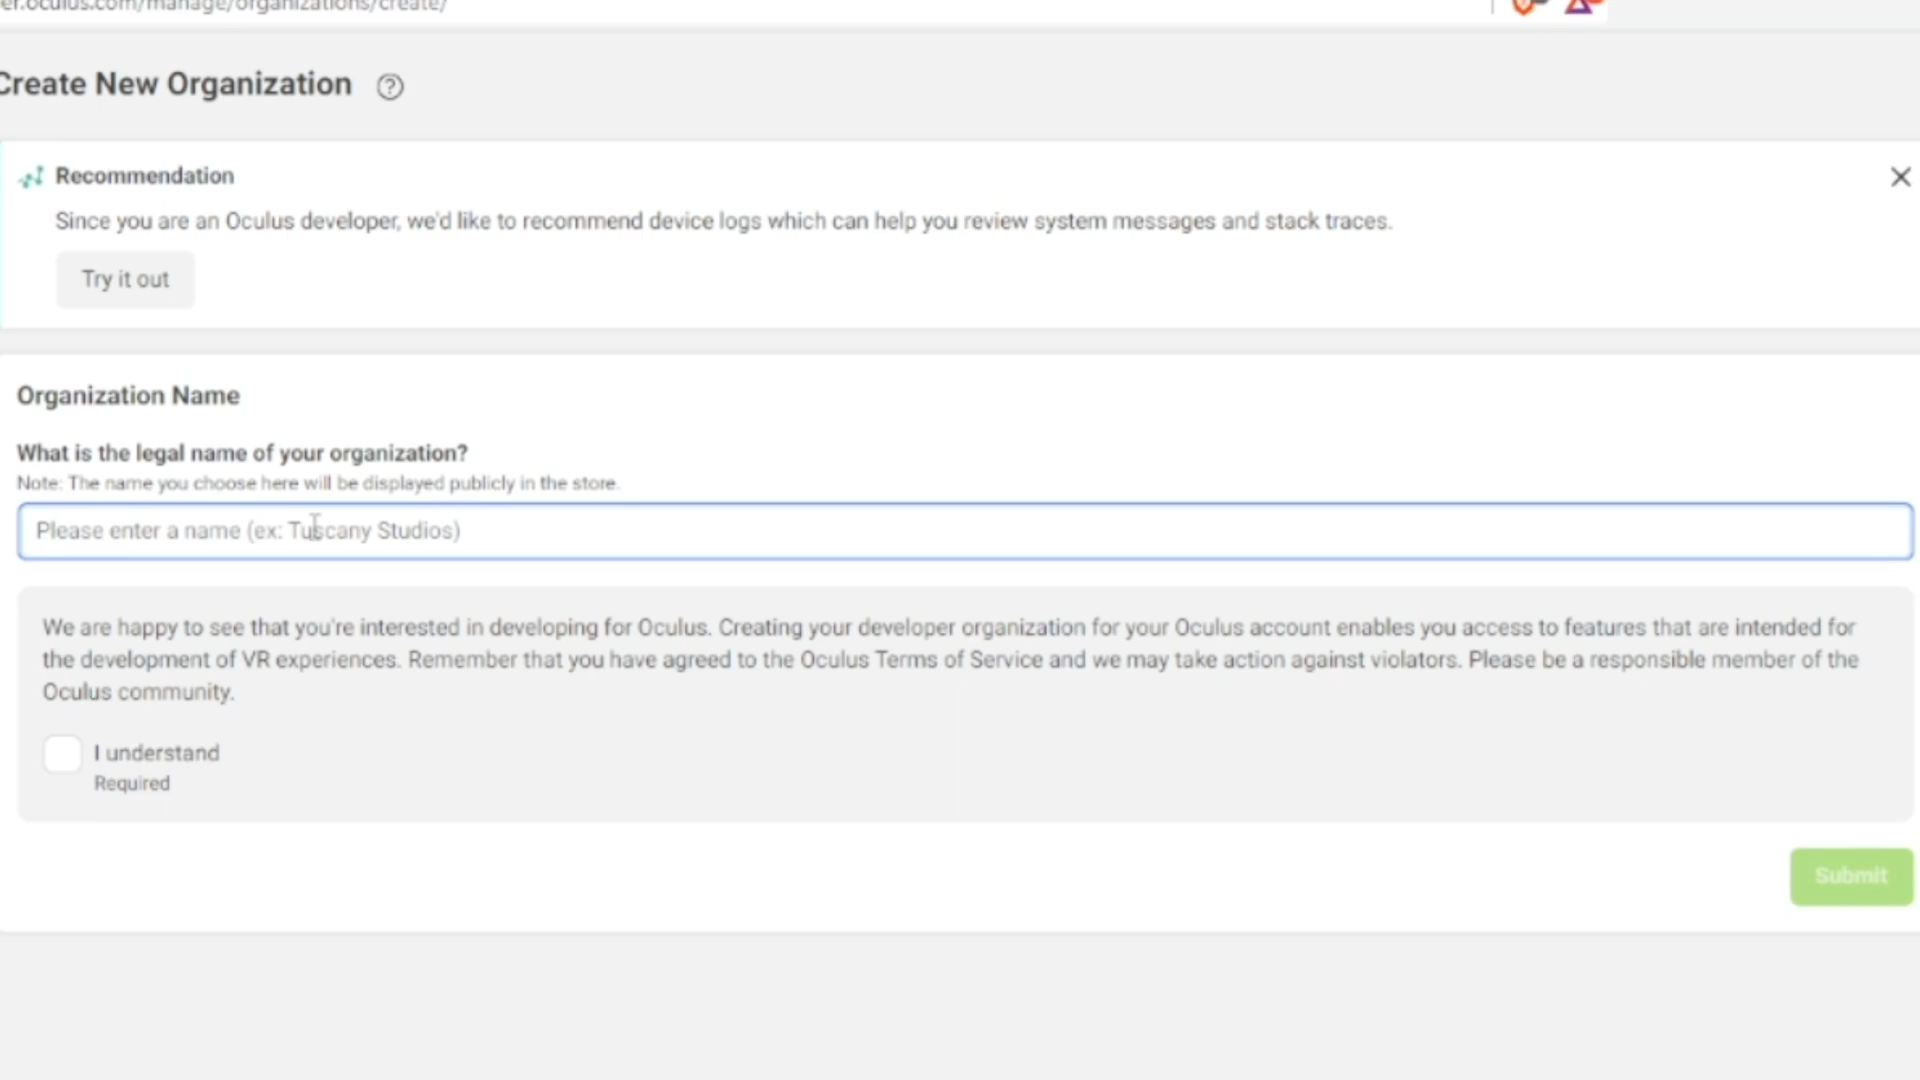 er.oculus.com/manage/organizations/create/
Create New Organization ?
Recommendation
Since you are an Oculus developer, we'd like to recommend device logs which can help you review system messages and stack traces.
Try it out
Organization Name
What is the legal name of your organization?
Note: The name you choose here will be displayed publicly in the store.
Please enter a name (ex: Tuscany Studios)
We are happy to see that you're interested in developing for Oculus. Creating your developer organization for your Oculus account enables you access to features that are intended for
the development of VR experiences. Remember that you have agreed to the Oculus Terms of Service and we may take action against violators. Please be a responsible member of the
Oculus community.
I understand
Required
Submit